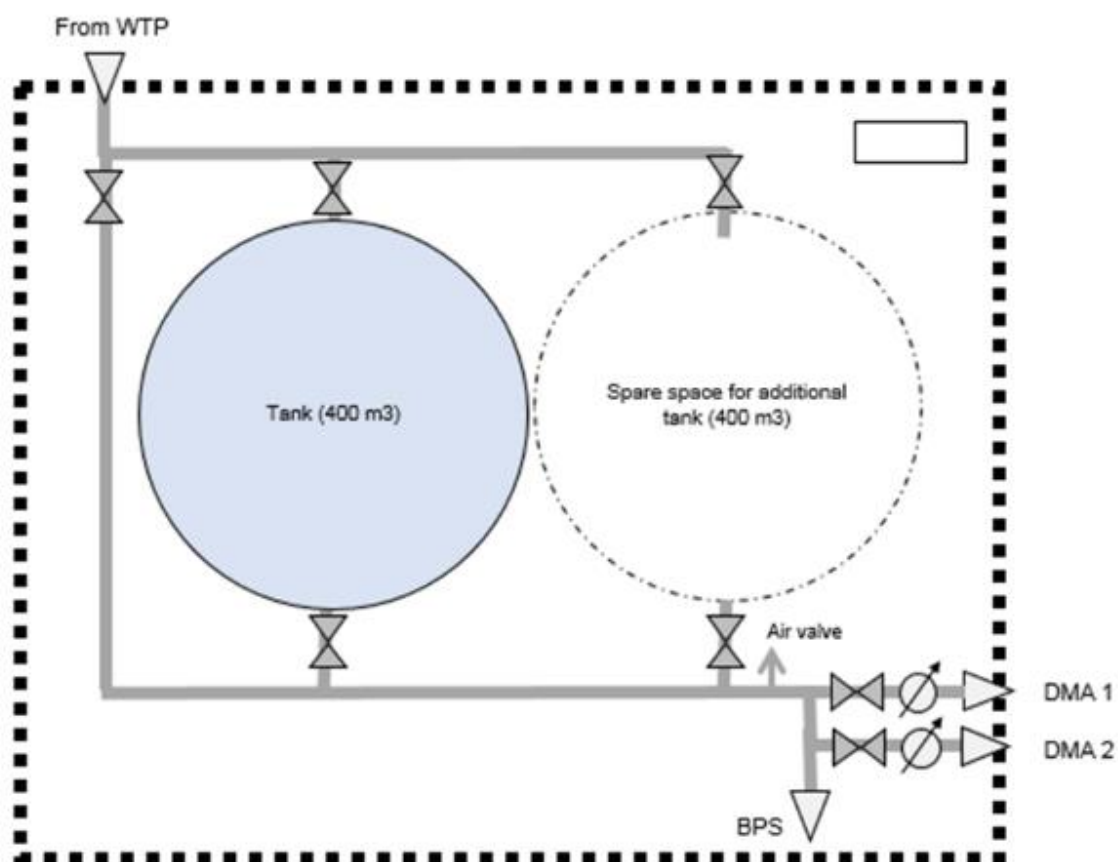 From WTP
Tank (400 m3)
Spare space for additional
tank (400 m3)
Air valve
DMA 1
DMA 2
BPS